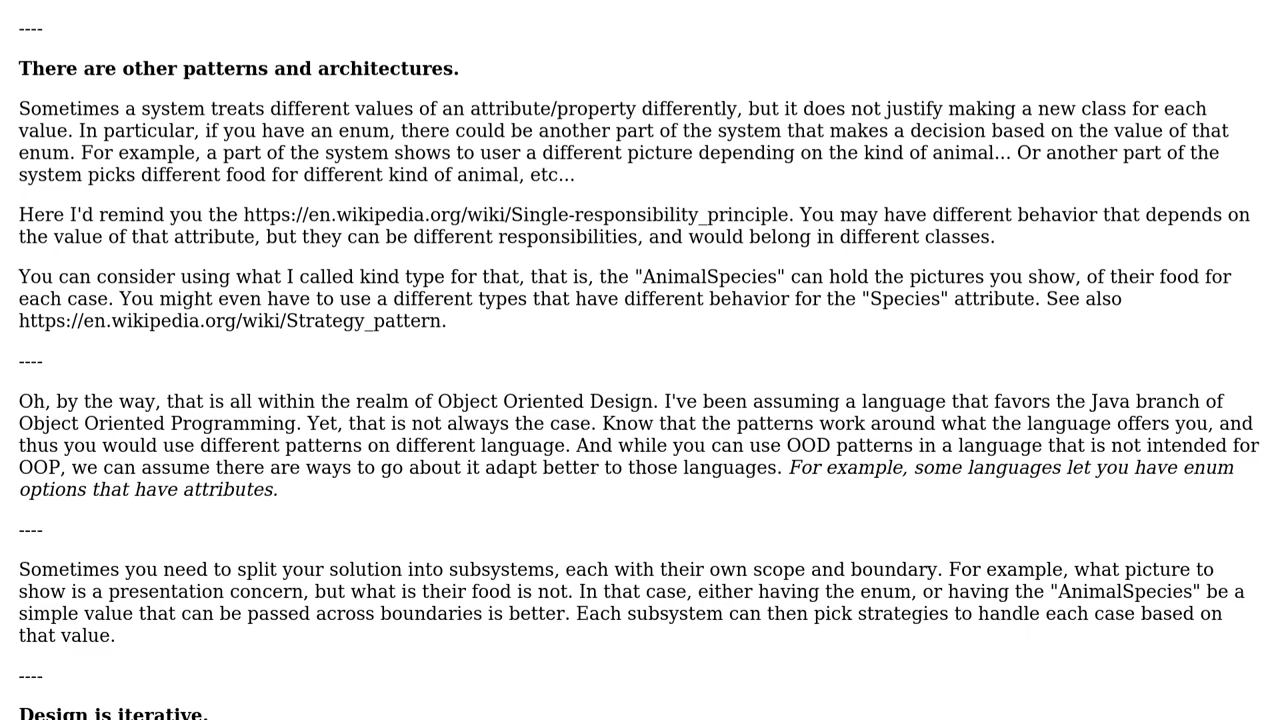 ----
There are other patterns and architectures.
Sometimes a system treats different values of an attribute/property differently, but it does not justify making a new class for each
value. In particular, if you have an enum, there could be another part of the system that makes a decision based on the value of that
enum. For example, a part of the system shows to user a different picture depending on the kind of animal... Or another part of the
system picks different food for different kind of animal, etc...
Here I'd remind you the https://en.wikipedia.org/wiki/Single-responsibility_principle. You may have different behavior that depends on
the value of that attribute, but they can be different responsibilities, and would belong in different classes.
You can consider using what I called kind type for that, that is, the "AnimalSpecies" can hold the pictures you show, of their food for
each case. You might even have to use a different types that have different behavior for the "Species" attribute. See also
https://en.wikipedia.org/wiki/Strategy_pattern.
----
Oh, by the way, that is all within the realm of Object Oriented Design. I've been assuming a language that favors the Java branch of
Object Oriented Programming. Yet, that is not always the case. Know that the patterns work around what the language offers you, and
thus you would use different patterns on different language. And while you can use OOD patterns in a language that is not intended for
OOP, we can assume there are ways to go about it adapt better to those languages. For example, some languages let you have enum
options that have attributes.
----
Sometimes you need to split your solution into subsystems, each with their own scope and boundary. For example, what picture to
show is a presentation concern, but what is their food is not. In that case, either having the enum, or having the "AnimalSpecies" be a
simple value that can be passed across boundaries is better. Each subsystem can then pick strategies to handle each case based on
that value.
----
Design is iterative.